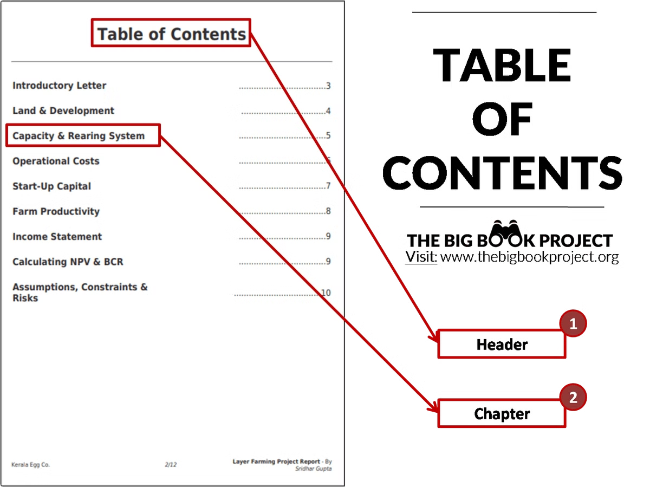 Table of Contents
Introductory Letter ........................3
Land & Development ........................4
Capacity & Rearing System ........................5
Operational Costs ........................
Start-Up Capital ........................7
Farm Productivity ........................8
Income Statement ........................9
Calculating NPV & BCR ........................9
Assumptions, Constraints &
Risks ........................10
Kerala Egg Co.
2/12
Layer Farming Project Report - By
Sridhar Gupta
TABLE
OF
CONTENTS
THE BIG BOOK PROJECT
Visit: www.thebigbookproject.org
1
Header
2
Chapter